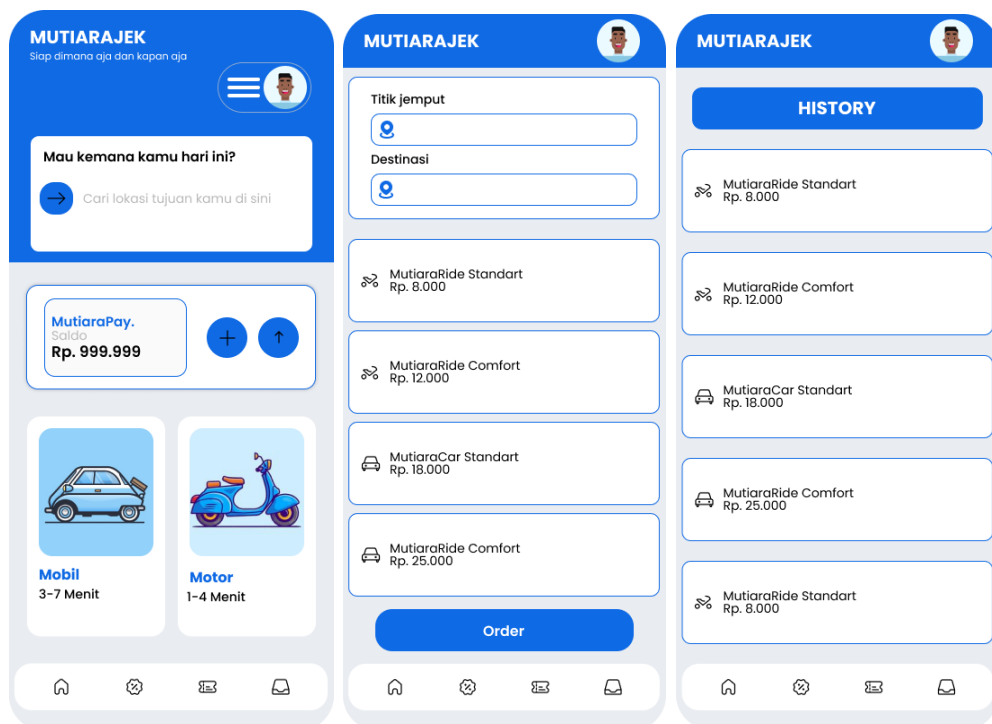 MUTIARAJEK
Siap dimana aja dan kapan aja
Mau kemana kamu hari ini?
Cari lokasi tujuan kamu di sini
MutiaraPay.
Saldo
Rp. 999.999
Mobil
3-7 Menit
Motor
1-4 Menit
MUTIARAJEK
Titik jemput
Destinasi
MutiaraRide Standart
Rp. 8.000
MutiaraRide Comfort
Rp. 12.000
MutiaraCar Standart
Rp. 18.000
MutiaraRide Comfort
Rp. 25.000
Order
MUTIARAJEK
HISTORY
MutiaraRide Standart
Rp. 8.000
MutiaraRide Comfort
Rp. 12.000
MutiaraCar Standart
Rp. 18.000
MutiaraRide Comfort
Rp. 25.000
MutiaraRide Standart
Rp. 8.000